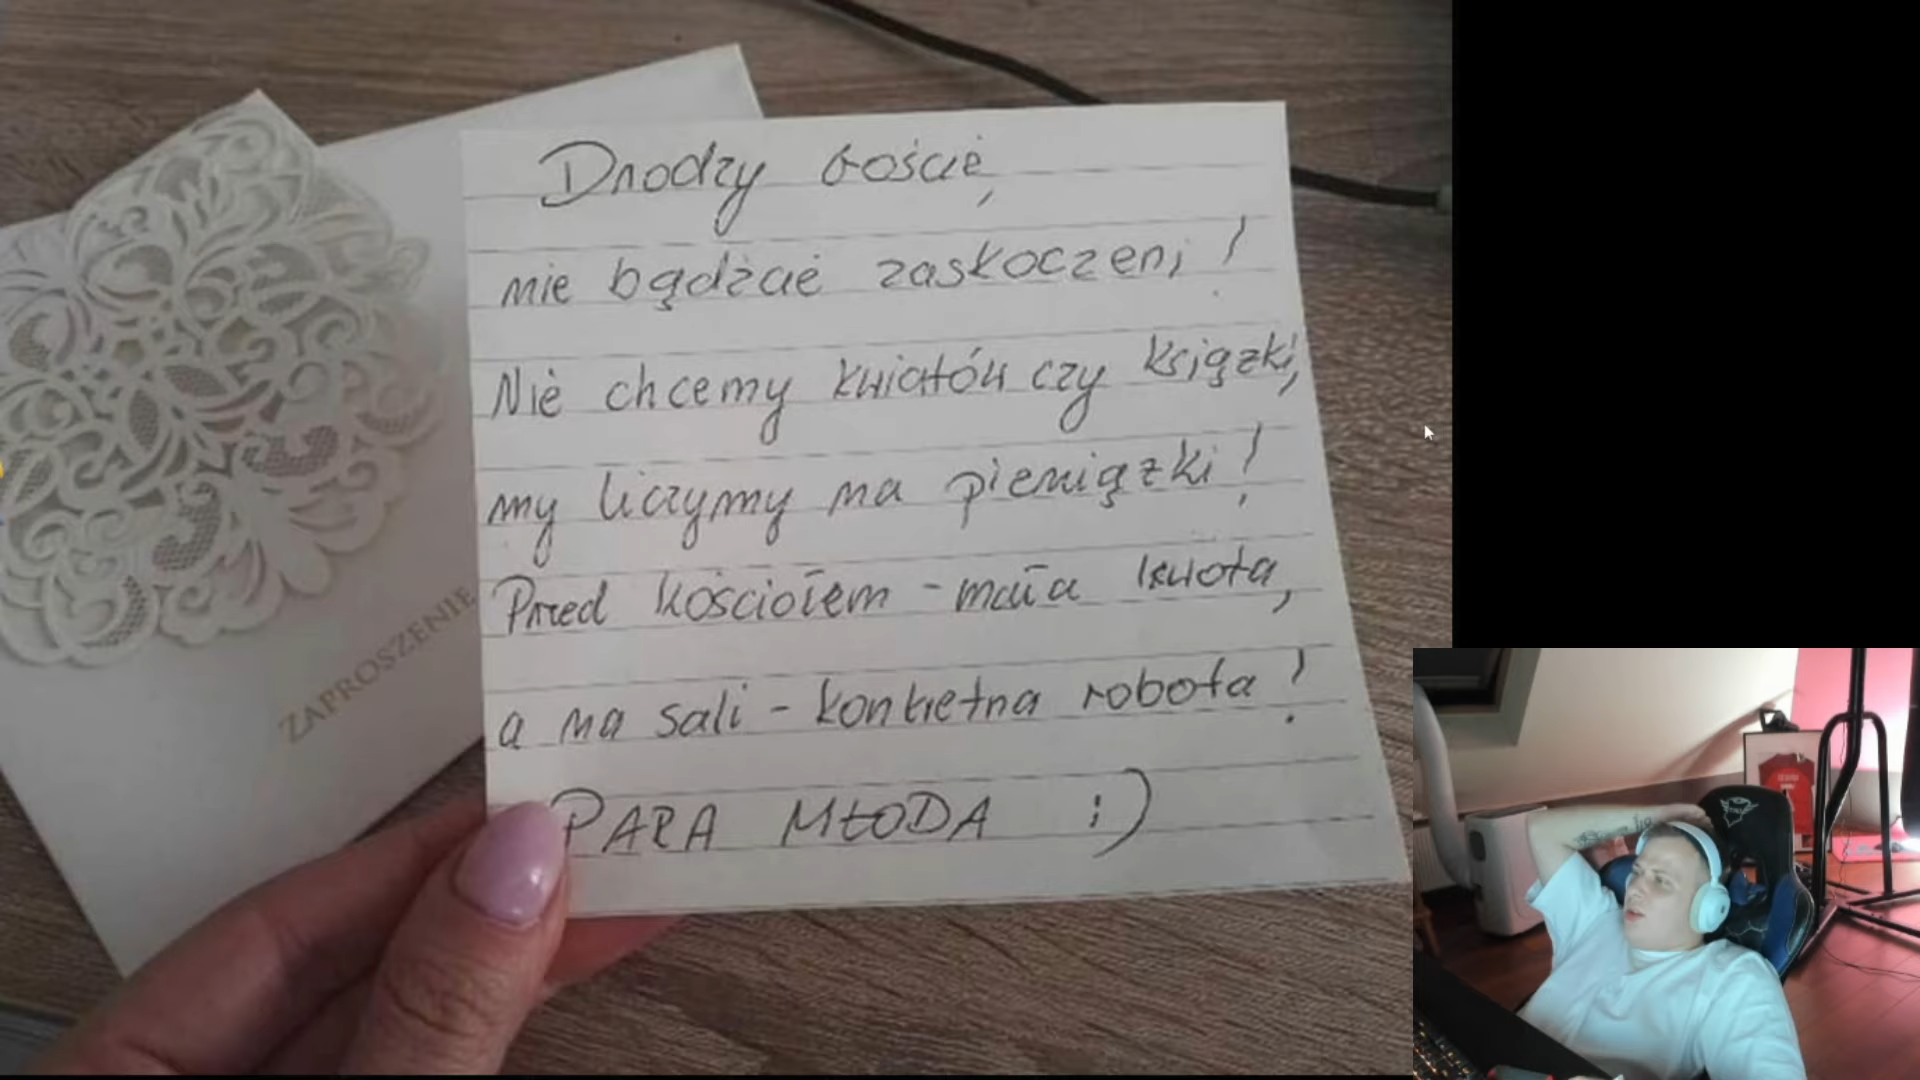 Drodzy Goście,
nie bądźcie zaskoczeni!
Nie chcemy kwiatów czy książki,
my liczymy na pieniążki!
Przed kościołem - mała kwota,
a na sali - konkretna robota!
PARA MŁODA :)
ZAPROSZENIE